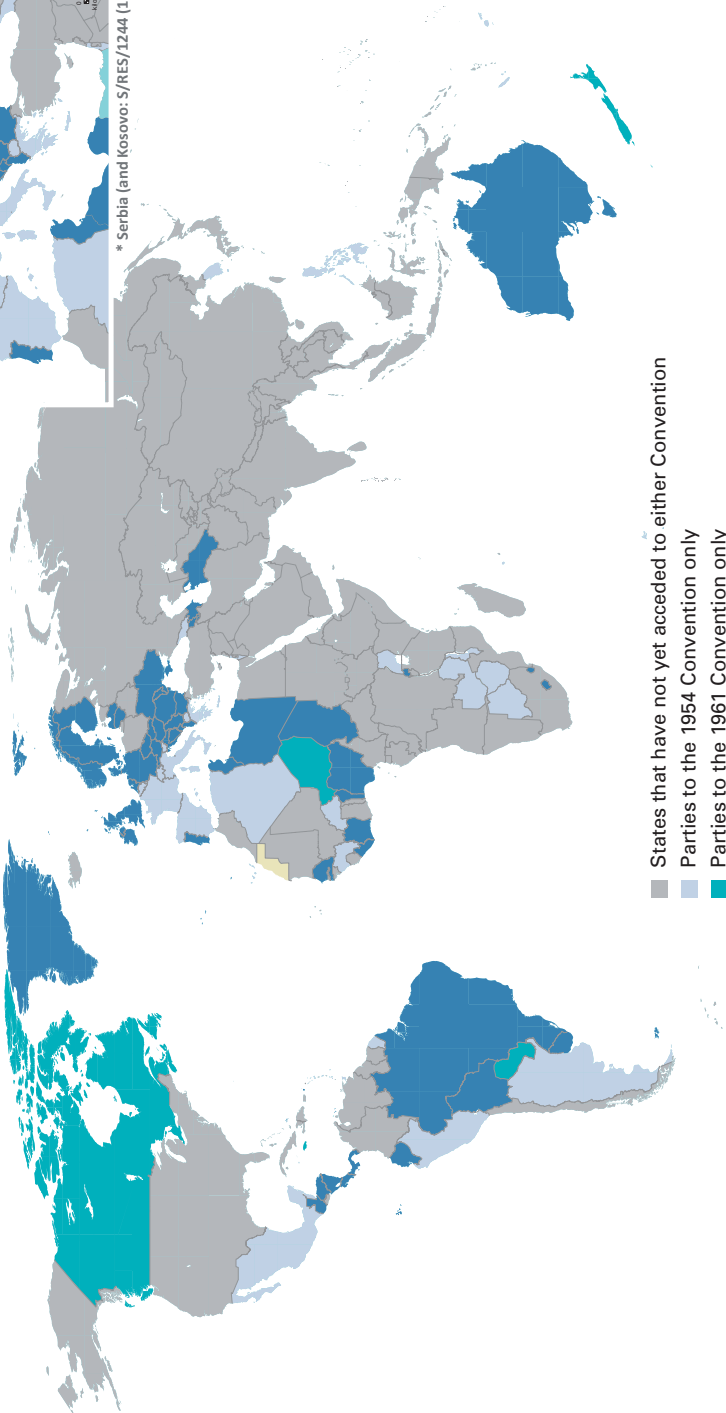 * Serbia (and Kosovo: S/RES/1244 (1
States that have not yet acceded to either Convention
Parties to the 1954 Convention only
Parties to the 1961 Convention only